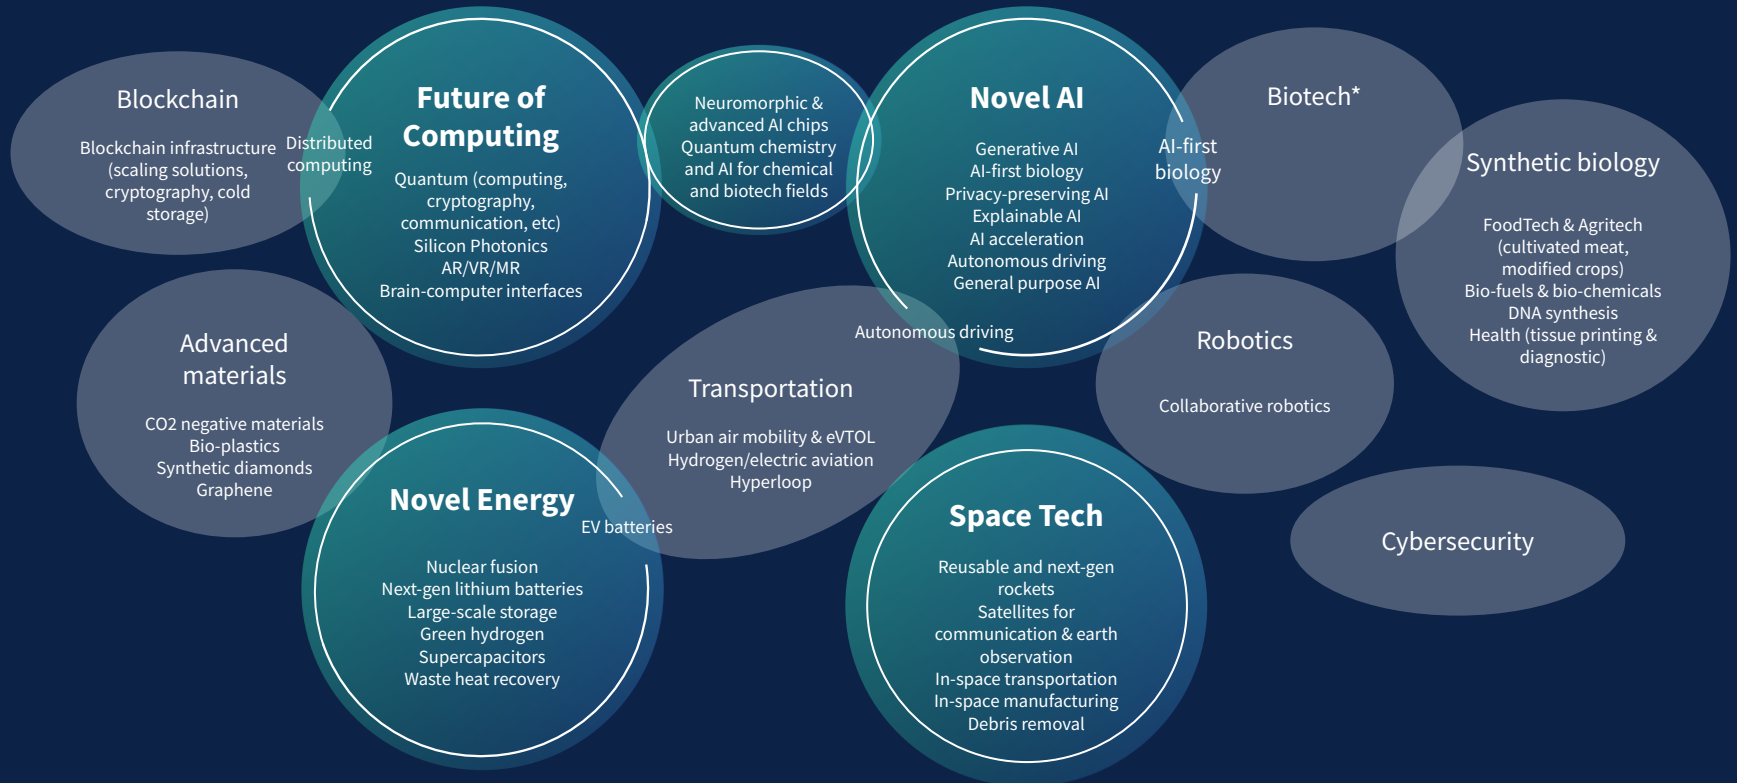 Blockchain
Blockchain infrastructure
(scaling solutions,
cryptography, cold
storage)
Distributed
computing
Future of
Computing
Quantum (computing,
cryptography,
communication, etc)
Silicon Photonics
AR/VR/MR
Brain-computer interfaces
Neuromorphic &
advanced AI chips
Quantum chemistry
and AI for chemical
and biotech fields
Novel AI
Generative AI
AI-first biology
Privacy-preserving AI
Explainable AI
AI acceleration
Autonomous driving
General purpose AI
AI-first
biology
Biotech*
Synthetic biology
FoodTech & Agritech
(cultivated meat,
modified crops)
Bio-fuels & bio-chemicals
DNA synthesis
Health (tissue printing &
diagnostic)
Advanced
materials
CO2 negative materials
Bio-plastics
Synthetic diamonds
Graphene
Autonomous driving
Transportation
Urban air mobility & eVTOL
Hydrogen/electric aviation
Hyperloop
Robotics
Collaborative robotics
Novel Energy
EV batteries
Nuclear fusion
Next-gen lithium batteries
Large-scale storage
Green hydrogen
Supercapacitors
Waste heat recovery
Space Tech
Reusable and next-gen
rockets
Satellites for
communication & earth
observation
In-space transportation
In-space manufacturing
Debris removal
Cybersecurity